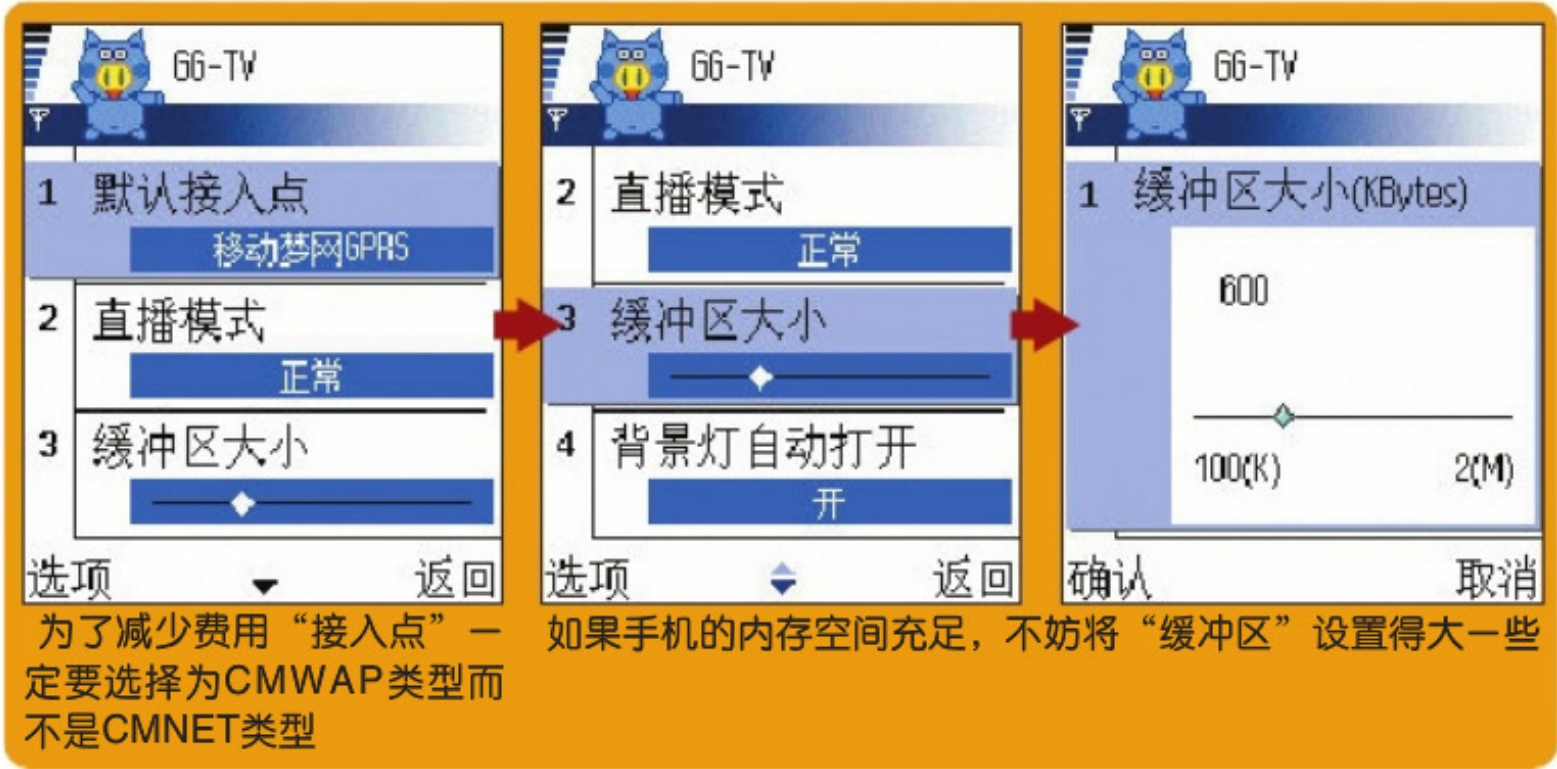 GG-TV
1 默认接入点
移动梦网GPRS
2 直播模式
正常
3 缓冲区大小
选项 返回
GG-TV
2 直播模式
正常
3 缓冲区大小
4 背景灯自动打开
开
选项 返回
GG-TV
1 缓冲区大小(KBytes)
600
100(K) 2(M)
确认 取消
为了减少费用“接入点”一
定要选择为CMWAP类型而
不是CMNET类型
如果手机的内存空间充足，不妨将“缓冲区”设置得大一些